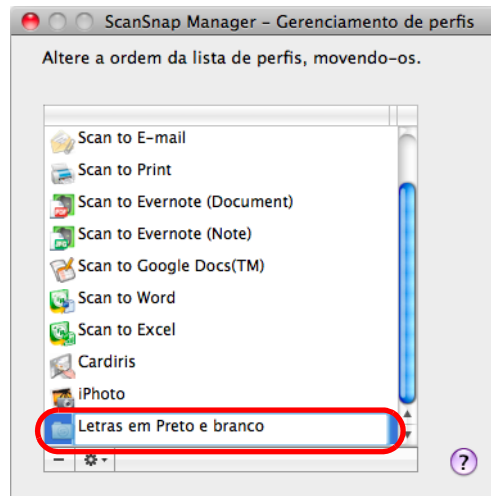 ScanSnap Manager – Gerenciamento de perfis
Altere a ordem da lista de perfis, movendo-os.
Scan to E-mail
Scan to Print
Scan to Evernote (Document)
Scan to Evernote (Note)
Scan to Google Docs(TM)
Scan to Word
Scan to Excel
Cardiris
iPhoto
Letras em Preto e branco
?